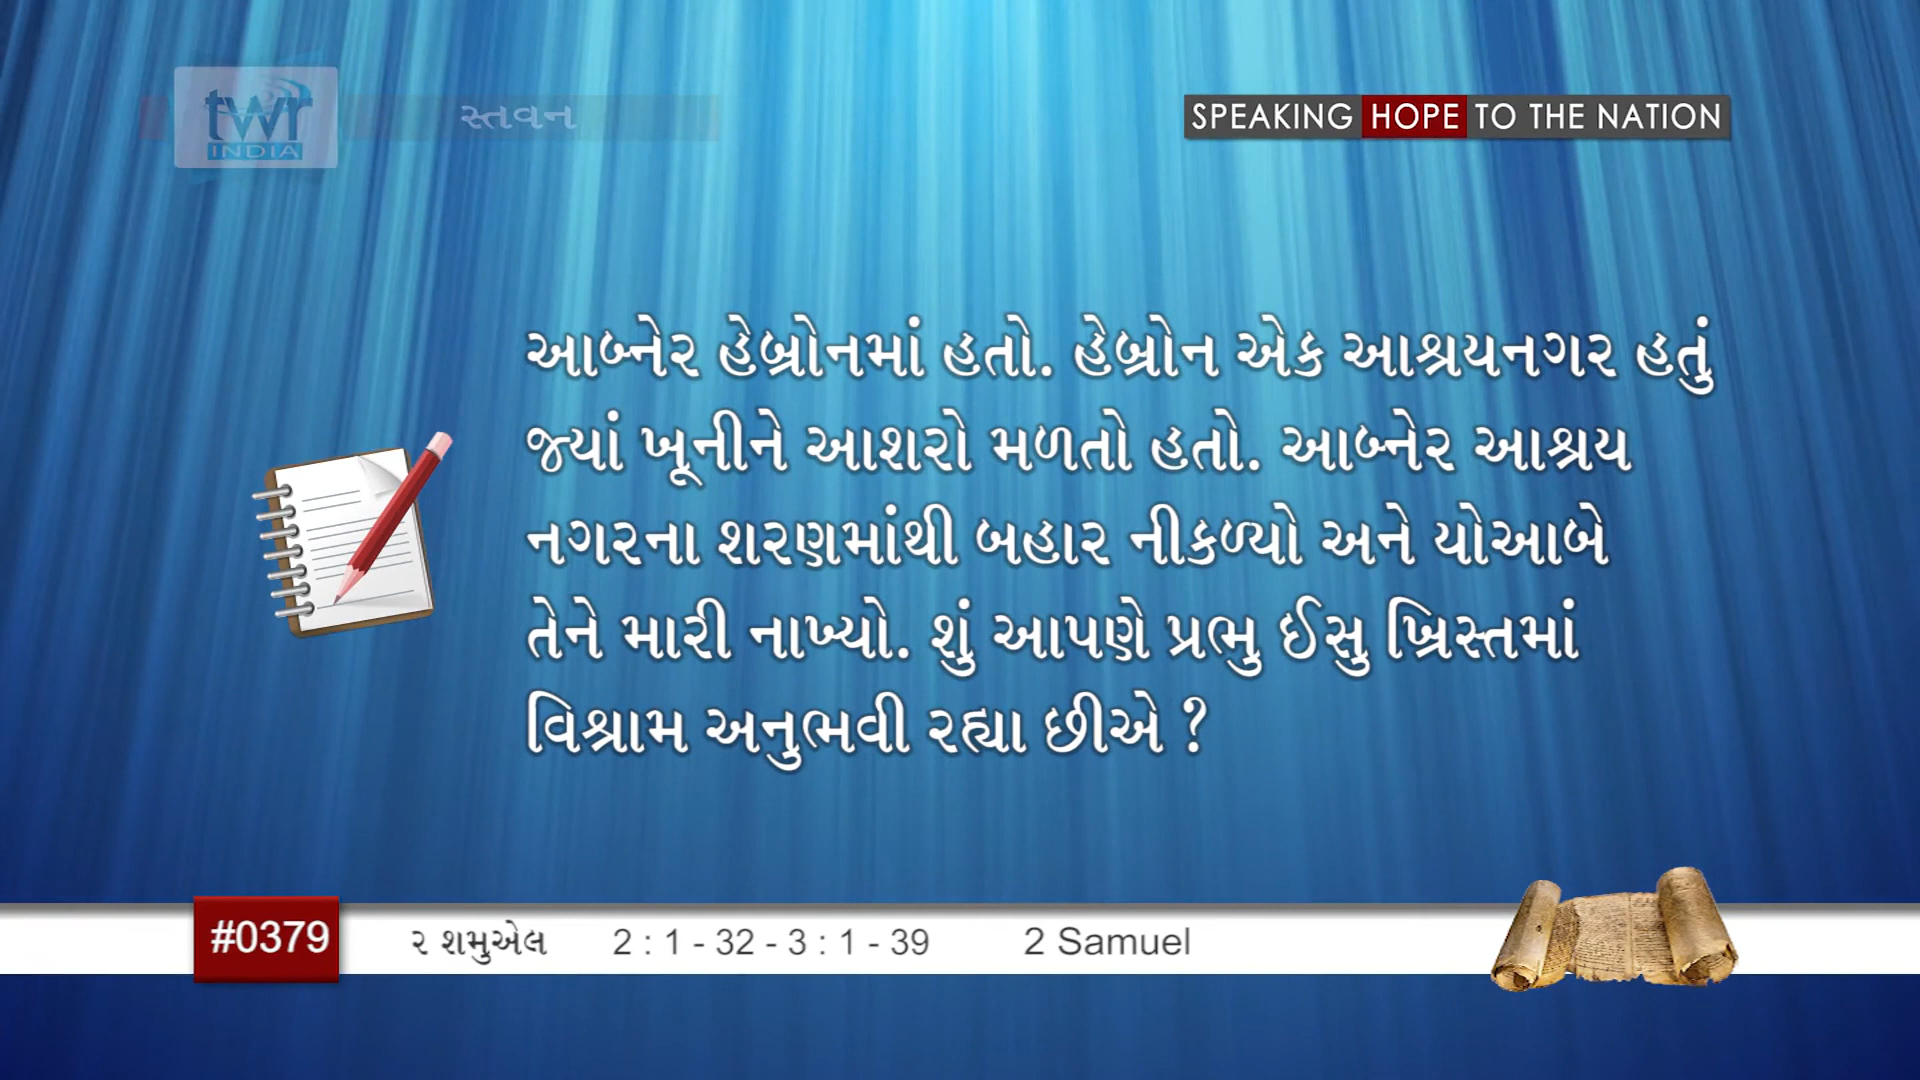 twr
INDIA
સ્તવન
SPEAKING HOPE TO THE NATION
આબ્નેર હેબ્રોનમાં હતો. હેબ્રોન એક આશ્રયનગર હતું
જ્યાં ખૂનીને આશરો મળતો હતો. આબ્નેર આશ્રય
નગરના શરણમાંથી બહાર નીકળ્યો અને યોઆબે
તેને મારી નાખ્યો. શું આપણે પ્રભુ ઈસુ ખ્રિસ્તમાં
વિશ્રામ અનુભવી રહ્યા છીએ ?
#0379 ૨ શમુએલ 2 : 1 - 32 - 3 : 1 - 39 2 Samuel